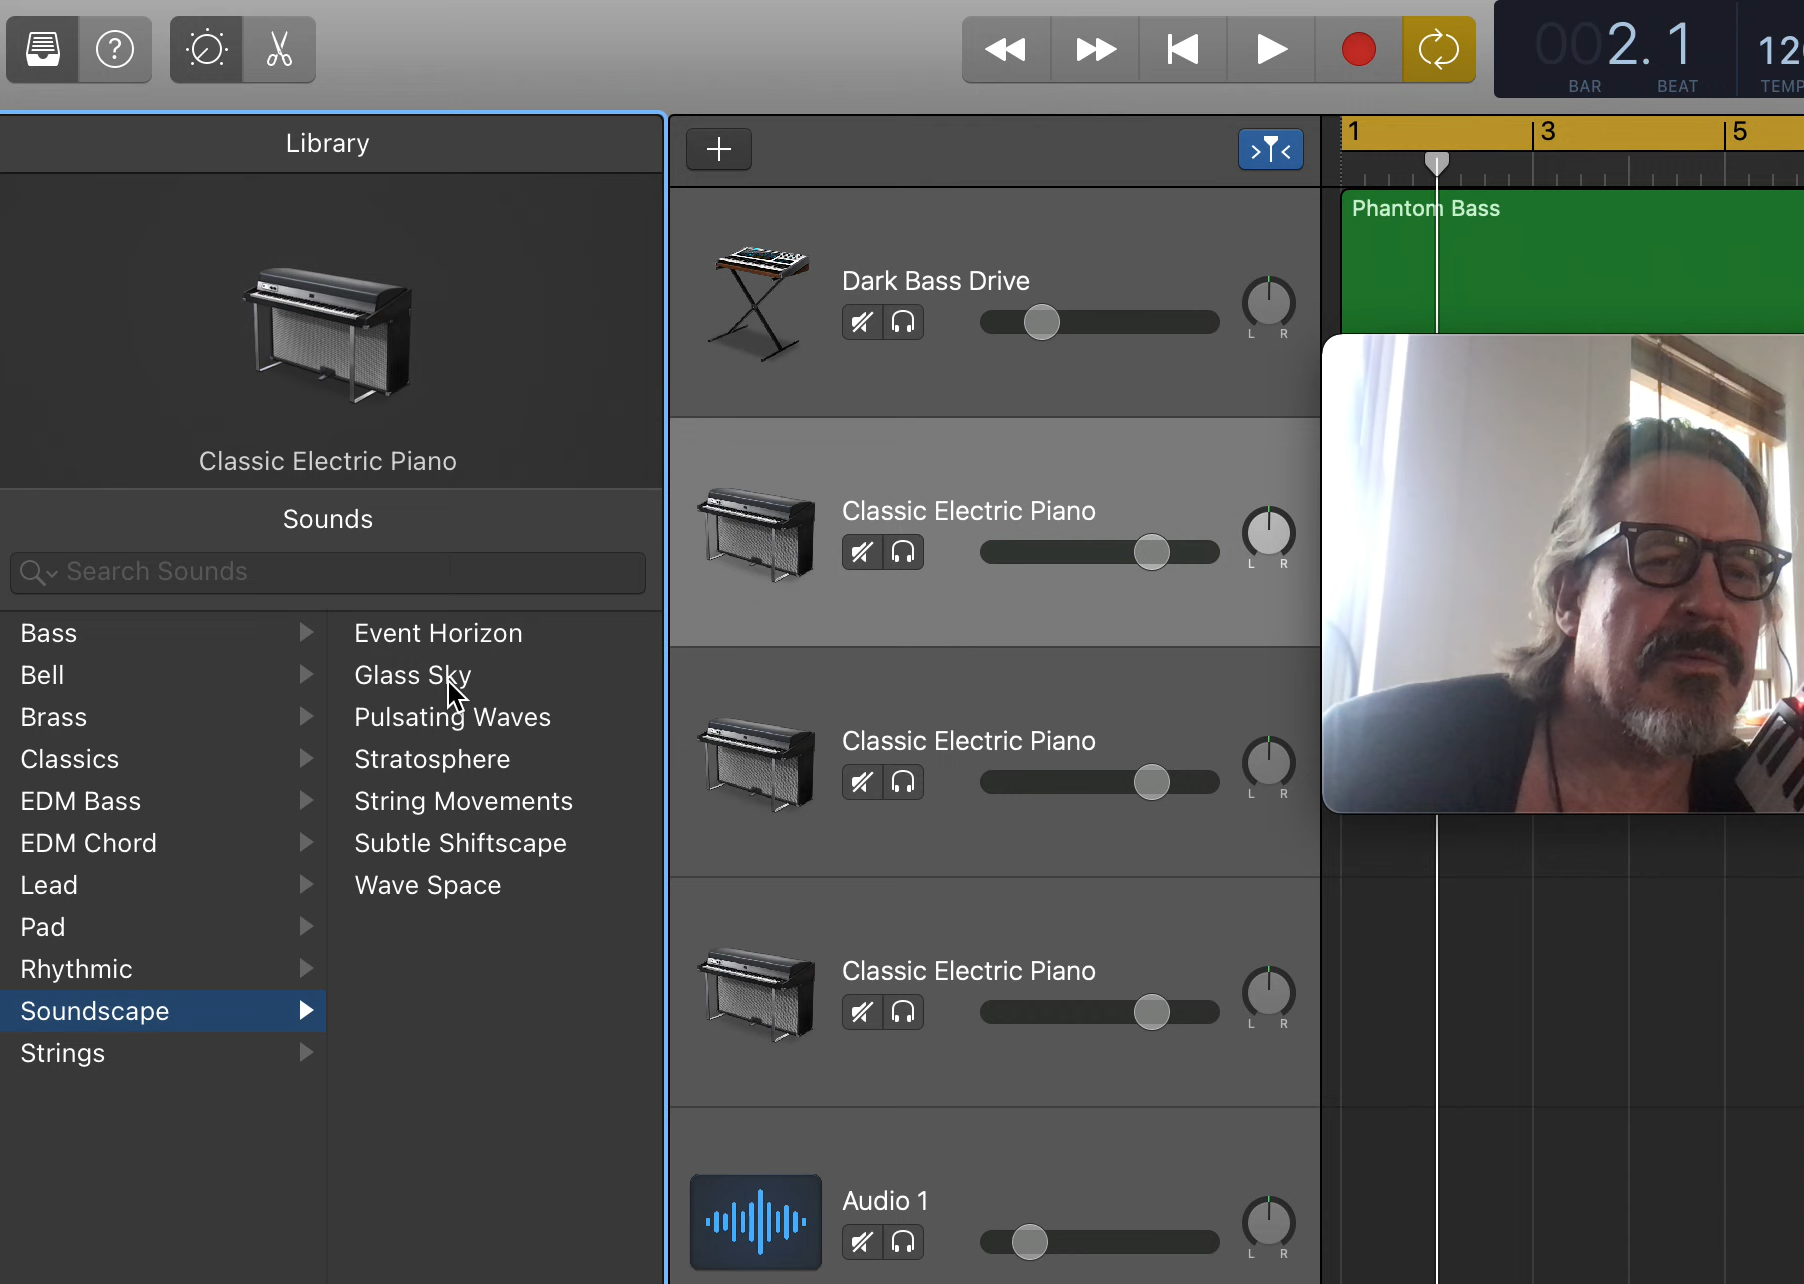 ?
002. 1
BAR BEAT
TEMP
Library
Classic Electric Piano
Sounds
Search Sounds
Bass
Bell
Brass
Classics
EDM Bass
EDM Chord
Lead
Pad
Rhythmic
Soundscape
Strings
Event Horizon
Glass Sky
Pulsating Waves
Stratosphere
String Movements
Subtle Shiftscape
Wave Space
Dark Bass Drive
L R
Classic Electric Piano
L R
Classic Electric Piano
L R
Classic Electric Piano
L R
Audio 1
L R
1 3 5
Phantom Bass